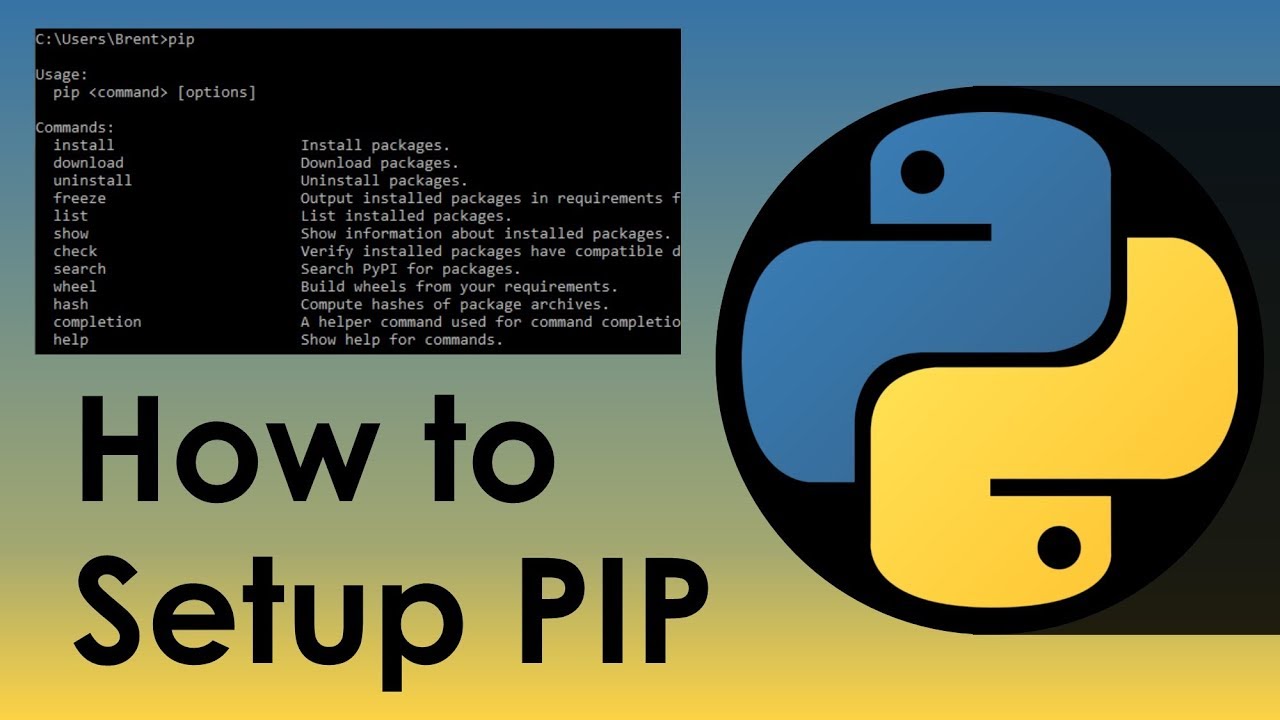 C:\Users\Brent>pip
Usage:
pip <command> [options]
Commands:
install Install packages.
download Download packages.
uninstall Uninstall packages.
freeze Output installed packages in requirements f
list List installed packages.
show Show information about installed packages.
check Verify installed packages have compatible d
search Search PyPI for packages.
wheel Build wheels from your requirements.
hash Compute hashes of package archives.
completion A helper command used for command completio
help Show help for commands.
How to
Setup PIP